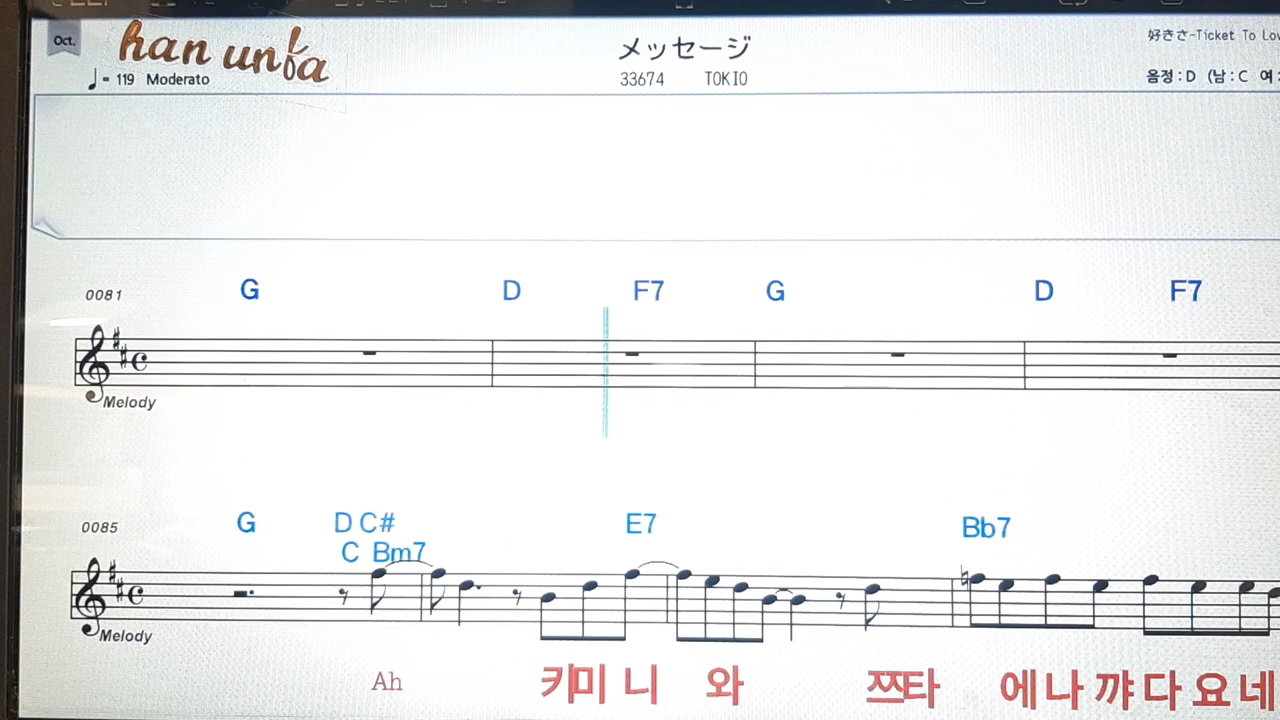 Oct.
han unba
メッセージ
好きさ-Ticket To Lo
♩= 119 Moderato
33674 TOKIO
음정:D (남:C 여:
0081 G D F7 G D F7
Melody
0085 G D C# E7 Bb7
C Bm7
Melody
Ah 키미 니 와 쯔타 에 나 꺄 다 요 네